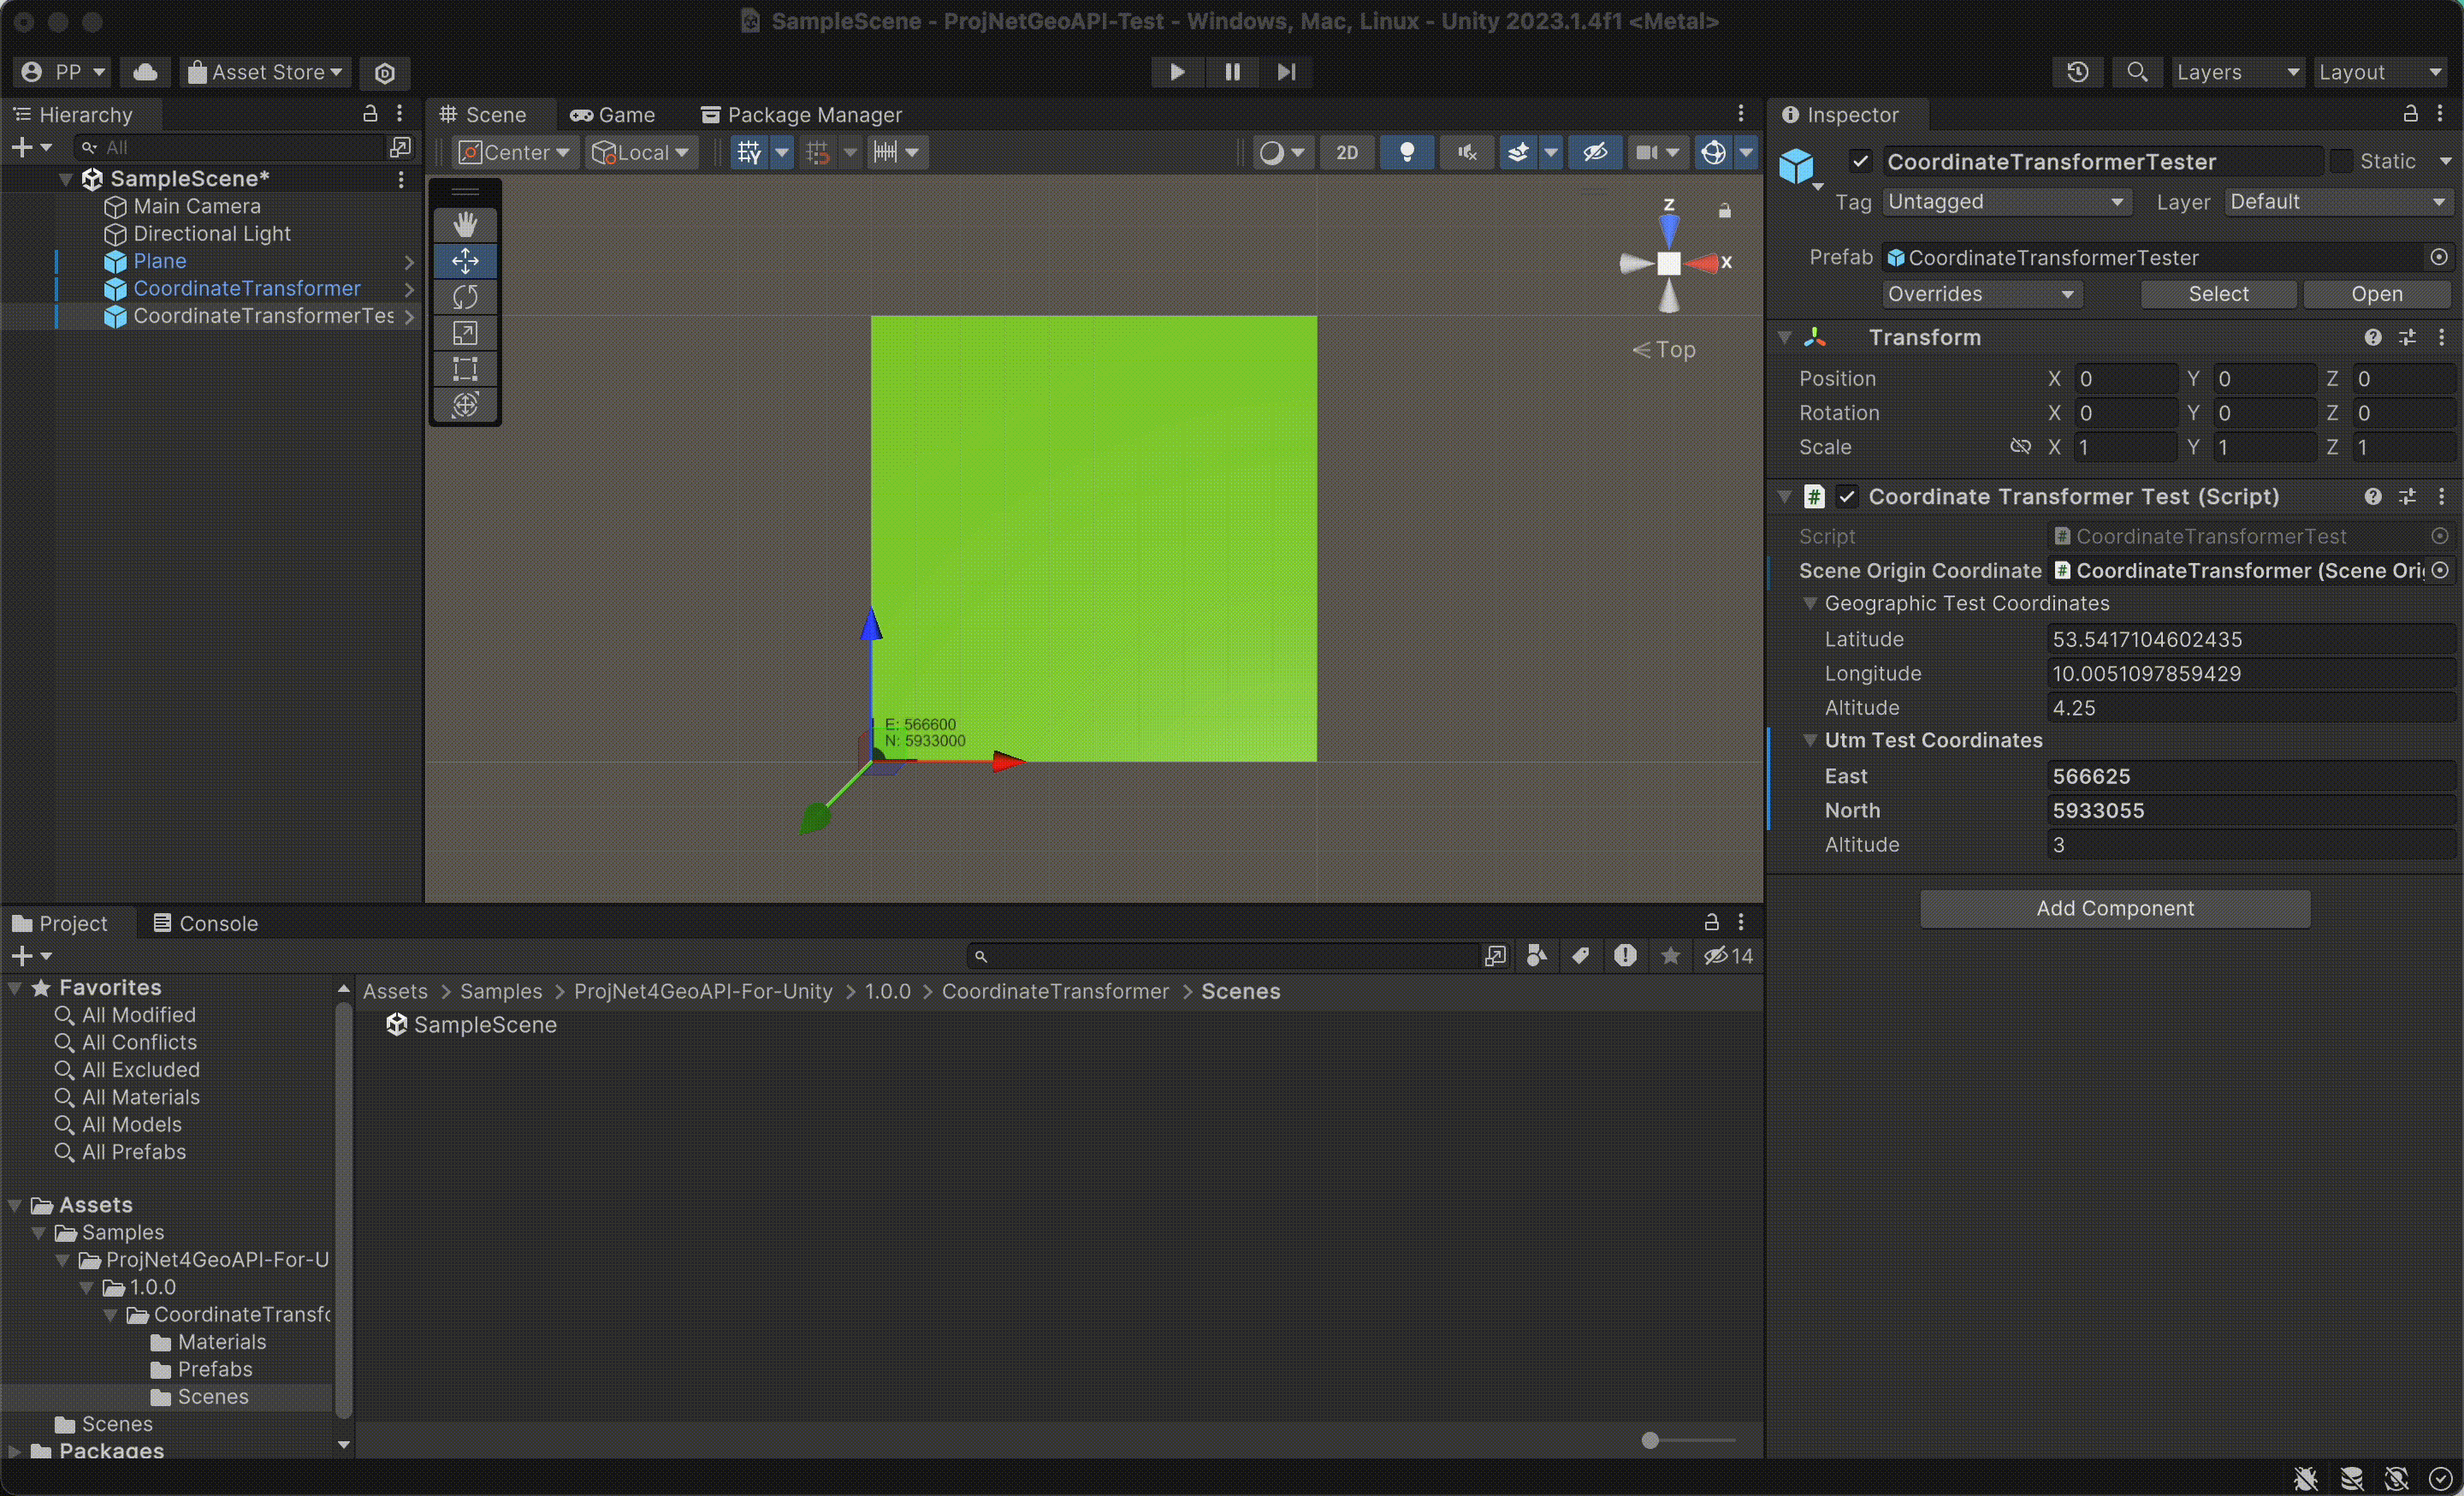 SampleScene - ProjNetGeoAPI-Test - Windows, Mac, Linux - Unity 2023.1.4f1 <Metal>
PP
Asset Store
Layers
Layout
Hierarchy
All
SampleScene*
Main Camera
Directional Light
Plane
CoordinateTransformer
CoordinateTransformerTes
Scene
Game
Package Manager
Center
Local
2D
z
x
Top
E: 566600
N: 5933000
Inspector
CoordinateTransformerTester
Static
Tag Untagged
Layer Default
Prefab CoordinateTransformerTester
Overrides
Select
Open
Transform
Position X 0 Y 0 Z 0
Rotation X 0 Y 0 Z 0
Scale X 1 Y 1 Z 1
# Coordinate Transformer Test (Script)
Script # CoordinateTransformerTest
Scene Origin Coordinate # CoordinateTransformer (Scene Ori
Geographic Test Coordinates
Latitude 53.5417104602435
Longitude 10.0051097859429
Altitude 4.25
Utm Test Coordinates
East 566625
North 5933055
Altitude 3
Add Component
Project
Console
14
Favorites
All Modified
All Conflicts
All Excluded
All Materials
All Models
All Prefabs
Assets
Samples
ProjNet4GeoAPI-For-U
1.0.0
CoordinateTransfo
Materials
Prefabs
Scenes
Scenes
Packages
Assets > Samples > ProjNet4GeoAPI-For-Unity > 1.0.0 > CoordinateTransformer > Scenes
SampleScene